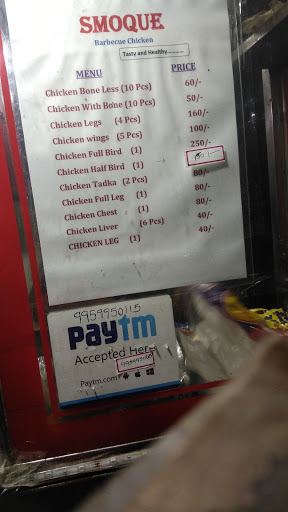 SMOQUE
Barbecue Chicken
Tasty and Healthy............
MENU PRICE
Chicken Bone Less (10 Pcs) 60/-
Chicken With Bone (10 Pcs) 50/-
Chicken Legs (4 Pcs) 160/-
Chicken wings (5 Pcs) 100/-
Chicken Full Bird (1) 250/-
Chicken Half Bird (1)
Chicken Tadka (2 Pcs) 80/-
Chicken Full Leg (1) 80/-
Chicken Chest (1) 80/-
Chicken Liver (6 Pcs) 40/-
CHICKEN LEG (1) 40/-
9959950115
paytm
Accepted Here
Paytm.com